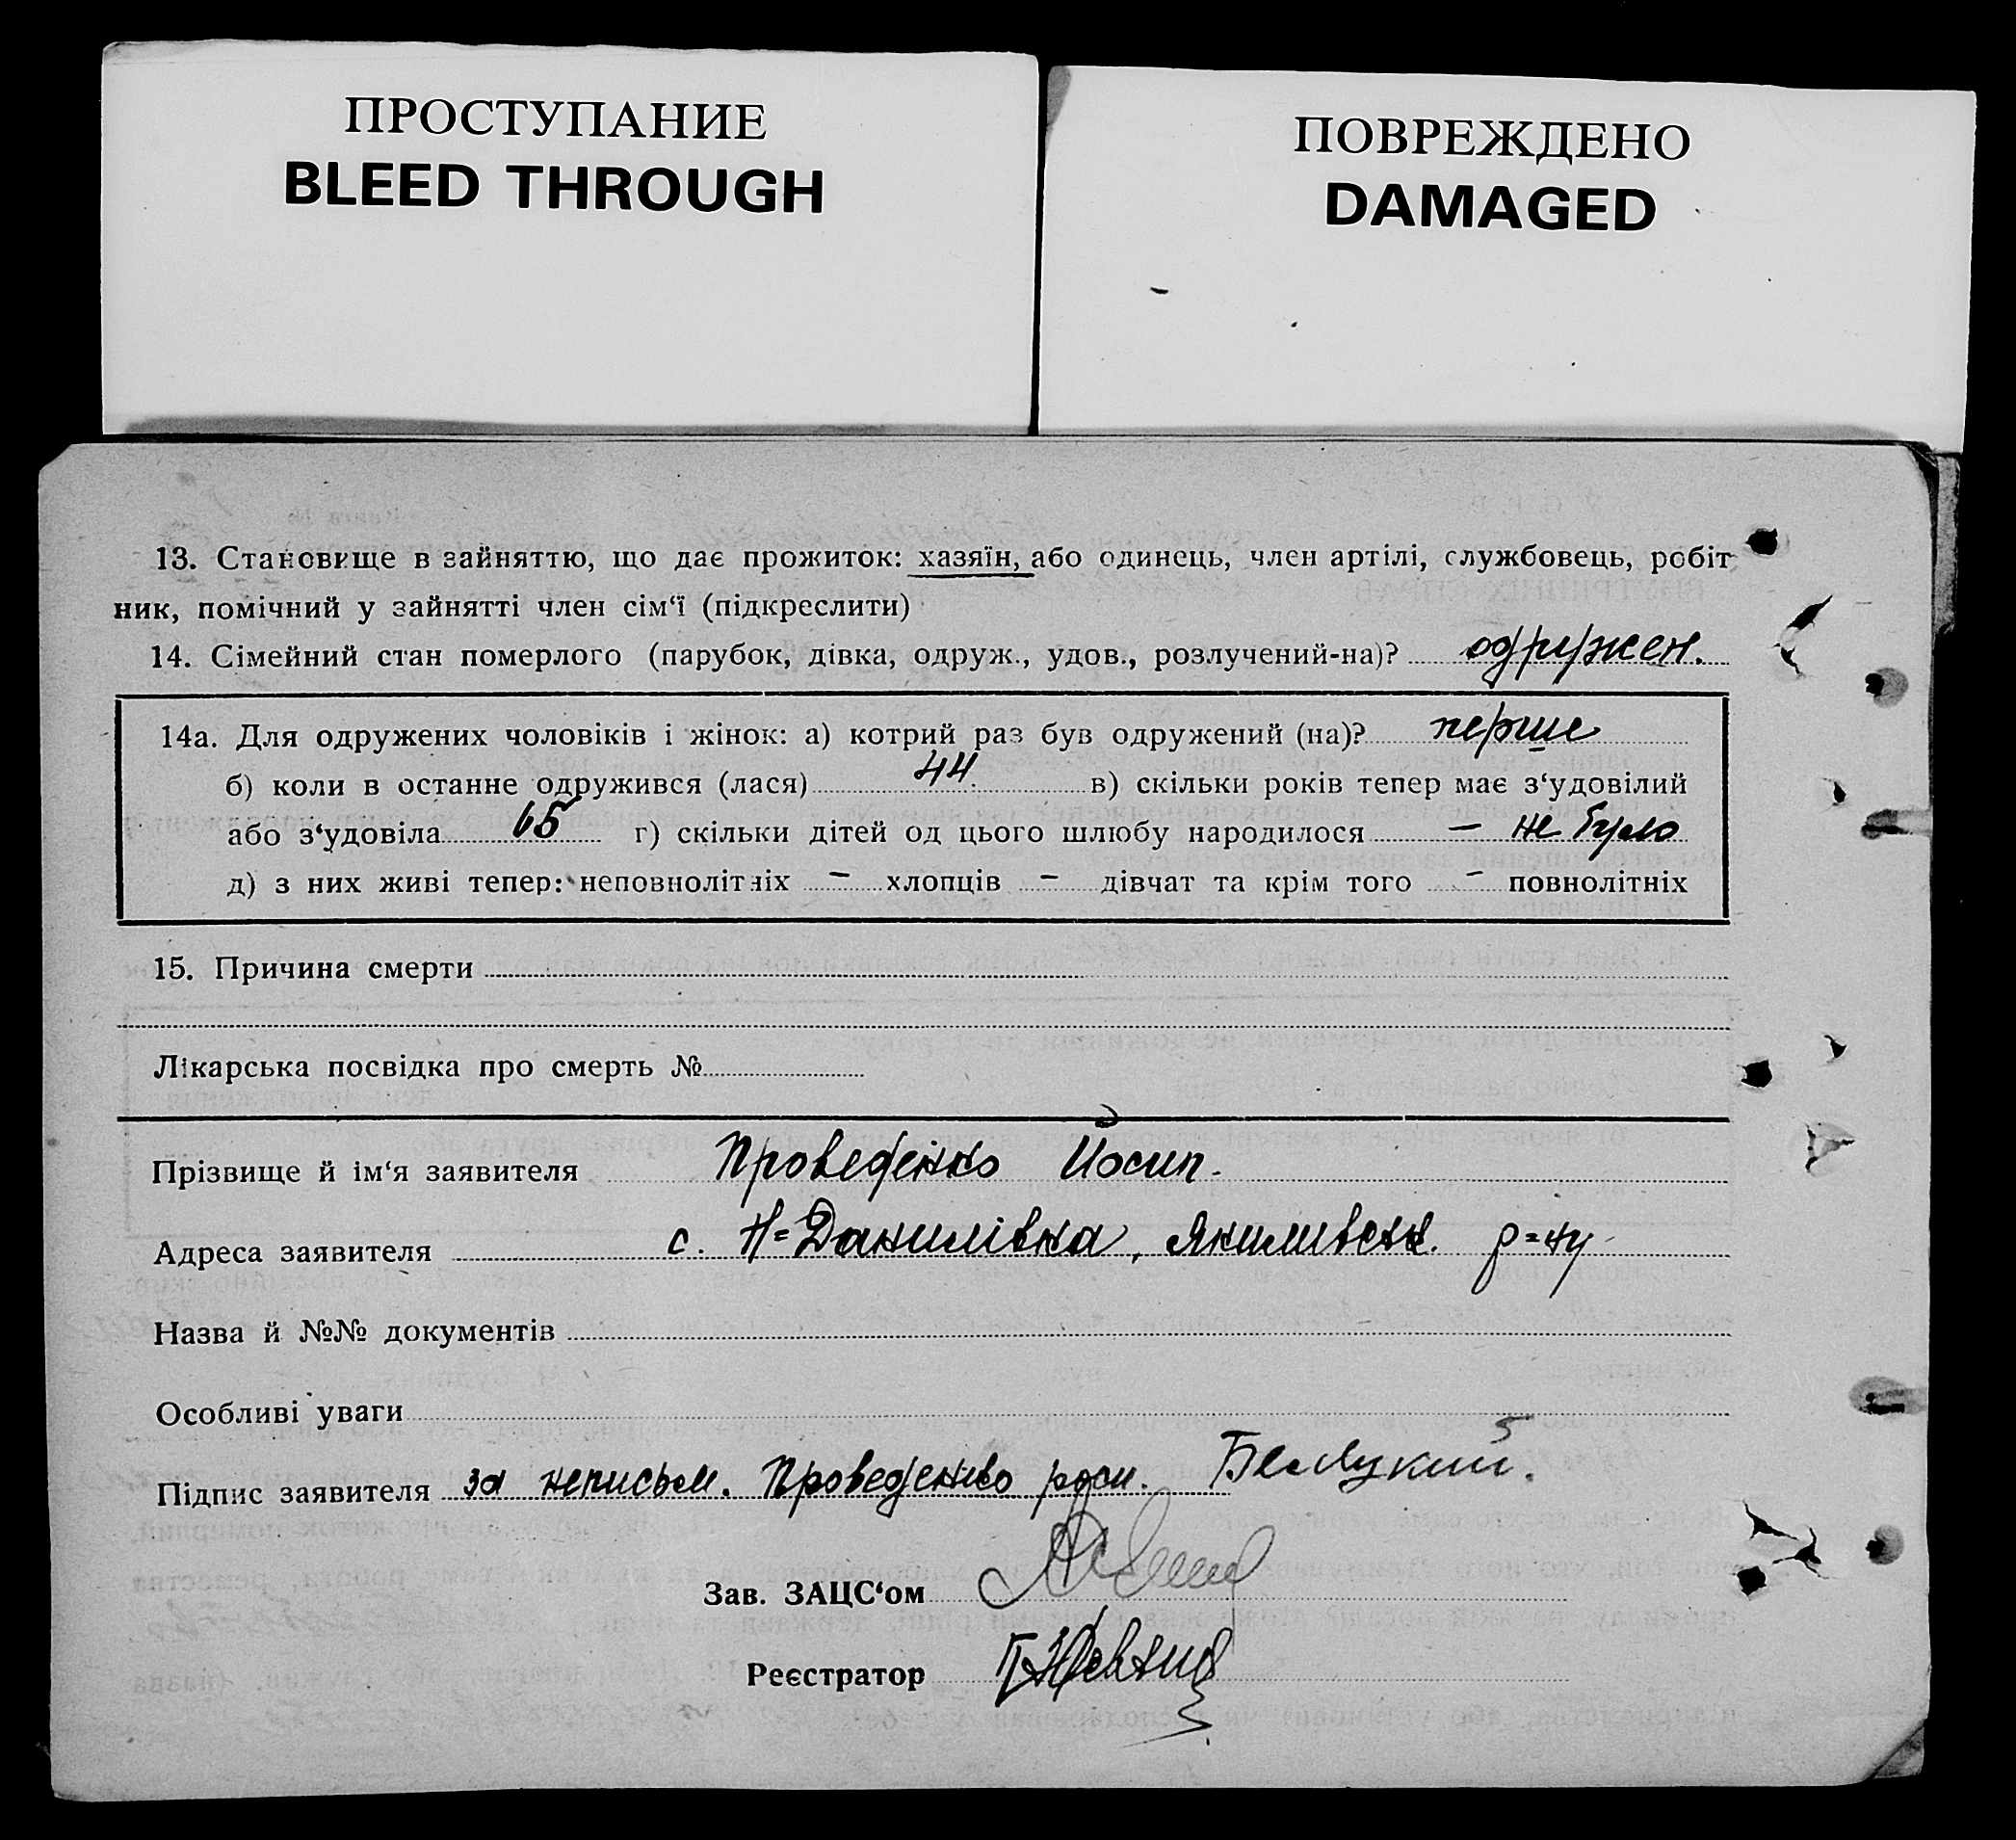 ПРОСТУПАНИЕ
BLEED THROUGH
ПОВРЕЖДЕНО
DAMAGED
13. Становище в зайняттю, що дає прожиток: хазяїн, або одинець, член артілі, службовець, робіт-
ник, помічний у зайнятті член сім‘ї (підкреслити)
14. Сімейний стан померлого (парубок, дівка, одруж., удов., розлучений-на)? одружен.
14а. Для одружених чоловіків і жінок: а) котрий раз був одружений (на)? перше
б) коли в останнє одружився (лася) 44. в) скільки років тепер має з‘удовілий
або з‘удовіла 65 г) скільки дітей од цього шлюбу народилося — не було
д) з них живі тепер: неповнолітніх — хлопців — дівчат та крім того — повнолітніх
15. Причина смерти
Лікарська посвідка про смерть №
Прізвище й ім‘я заявителя Проведенко Йосип.
Адреса заявителя с. Н=Данилівка, Якимівськ. р=ну
Назва й №№ документів
Особливі уваги
Підпис заявителя за неписьм. Проведенко
Зав. ЗАЦС‘ом
Реєстратор